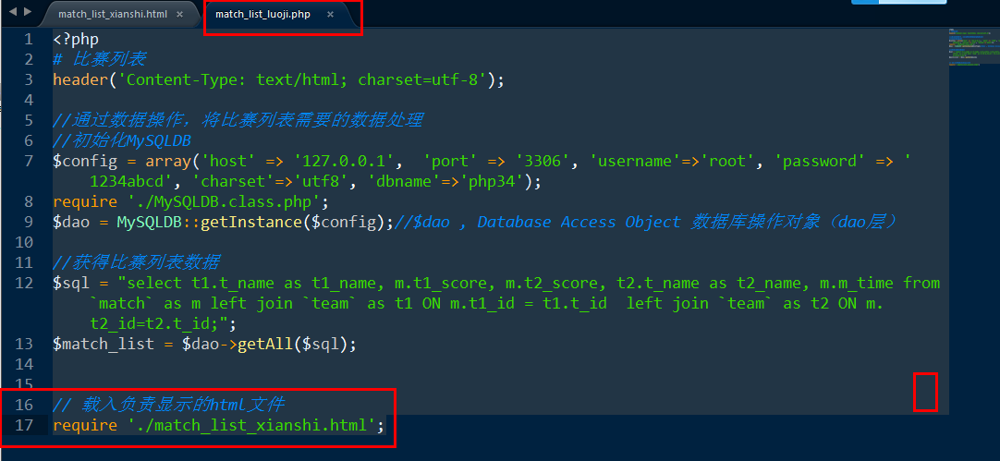 match_list_xianshi.html ×
match_list_luoji.php ×
1 <?php
2 # 比赛列表
3 header('Content-Type: text/html; charset=utf-8');
4
5 //通过数据操作，将比赛列表需要的数据处理
6 //初始化MySQLDB
7 $config = array('host' => '127.0.0.1',  'port' => '3306', 'username'=>'root', 'password' => '
1234abcd', 'charset'=>'utf8', 'dbname'=>'php34');
8 require './MySQLDB.class.php';
9 $dao = MySQLDB::getInstance($config);//$dao , Database Access Object 数据库操作对象（dao层）
10
11 //获得比赛列表数据
12 $sql = "select t1.t_name as t1_name, m.t1_score, m.t2_score, t2.t_name as t2_name, m.m_time from
`match` as m left join `team` as t1 ON m.t1_id = t1.t_id  left join `team` as t2 ON m.
t2_id=t2.t_id;";
13 $match_list = $dao->getAll($sql);
14
15
16 // 载入负责显示的html文件
17 require './match_list_xianshi.html';